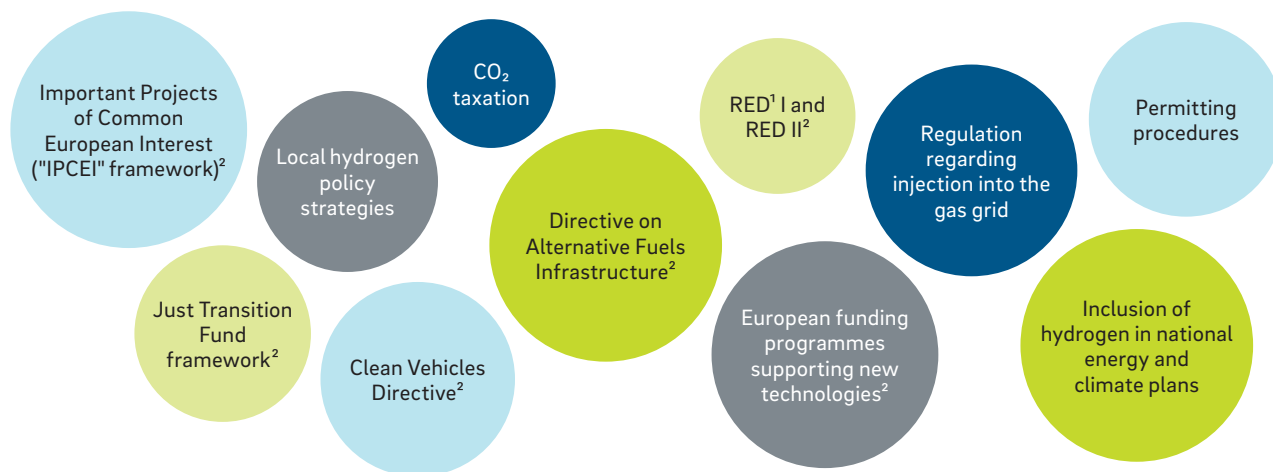 Important Projects
of Common
European Interest
("IPCEI" framework)²
Local hydrogen
policy
strategies
CO₂
taxation
RED¹ I and
RED II²
Regulation
regarding
injection into the
gas grid
Permitting
procedures
Just Transition
Fund
framework²
Clean Vehicles
Directive²
Directive on
Alternative Fuels
Infrastructure²
European funding
programmes
supporting new
technologies²
Inclusion of
hydrogen in national
energy and
climate plans